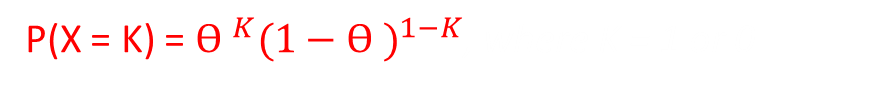 P(X = K) = ϴ ᴷ(1 − ϴ )¹⁻ᴷ